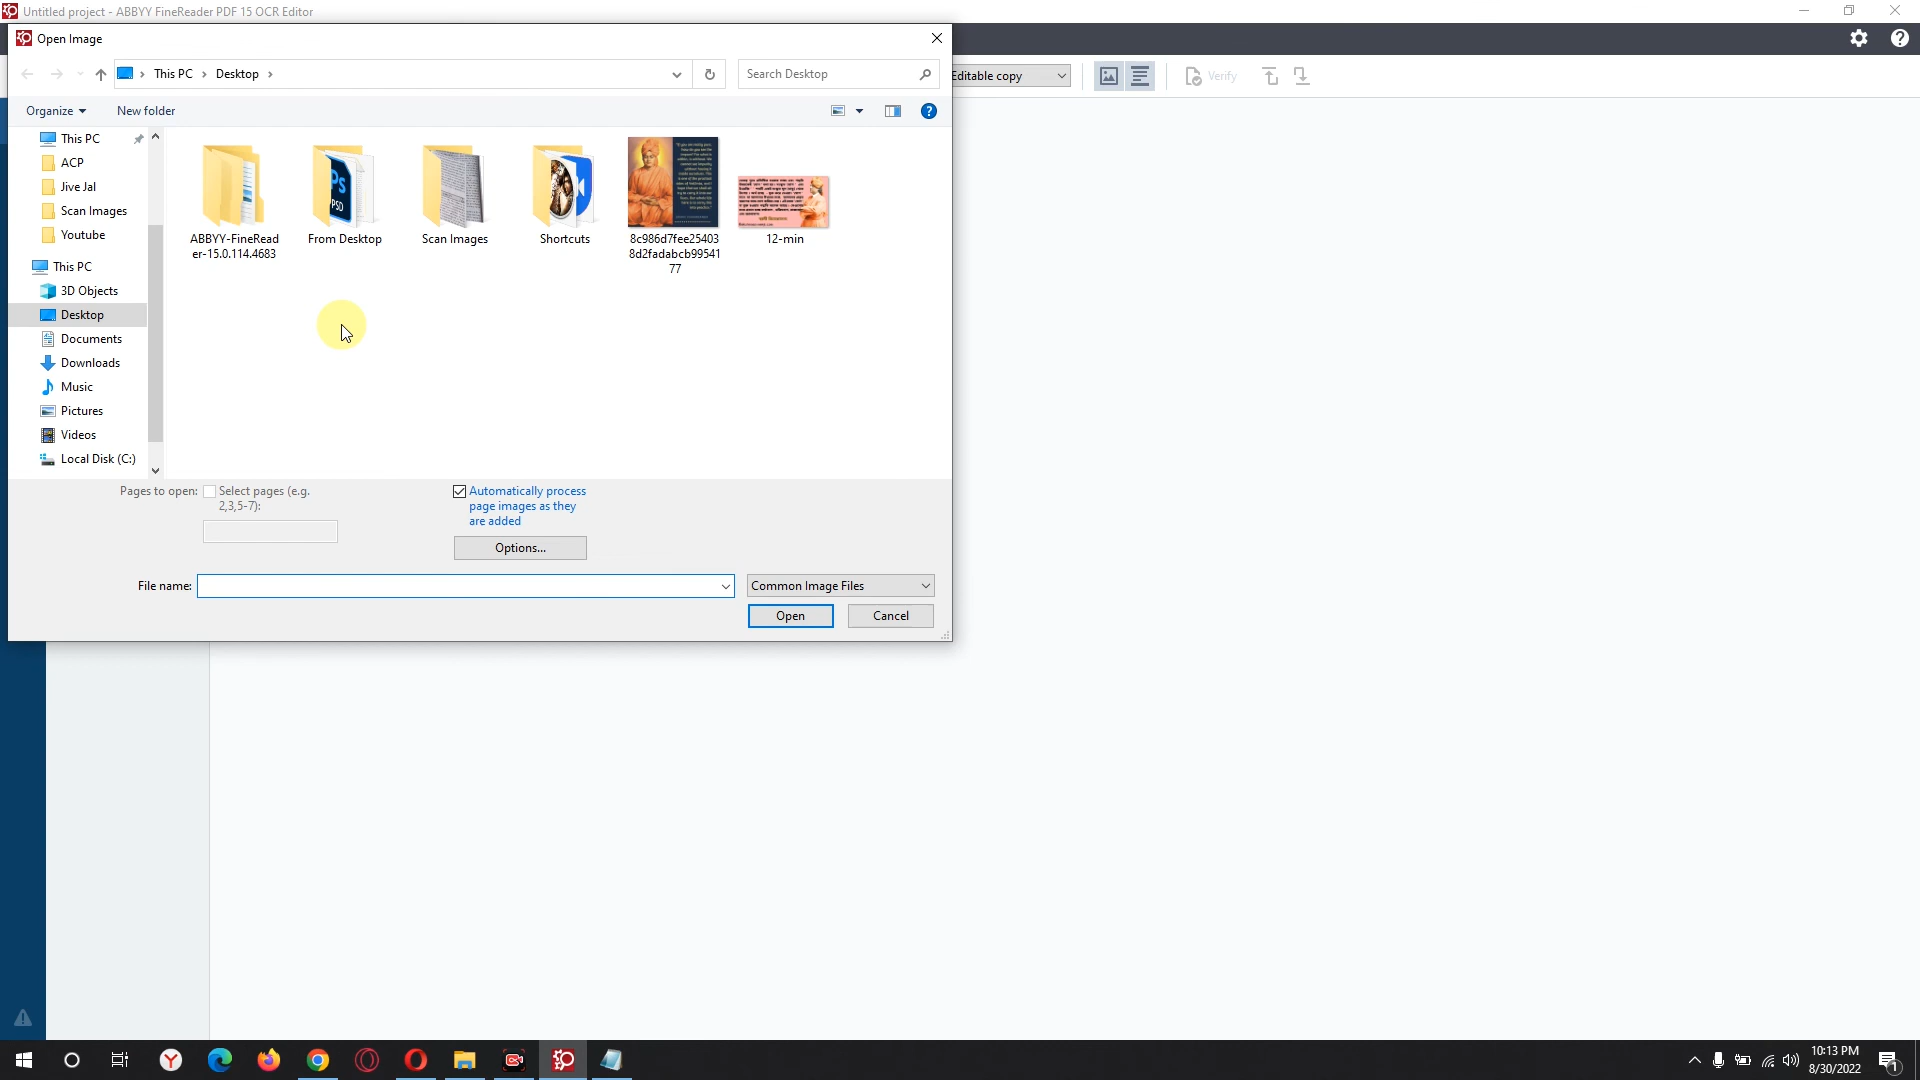 Untitled project - ABBYY FineReader PDF 15 OCR Editor
Open Image
This PC
Desktop
Search Desktop
Editable copy
Verify
Organize
New folder
This PC
ACP
Jive Jal
Scan Images
Youtube
This PC
3D Objects
Desktop
Documents
Downloads
Music
Pictures
Videos
Local Disk (C:)
PSD
ABBYY-FineRead
er-15.0.114.4683
From Desktop
Scan Images
Shortcuts
8c986d7fee25403
8d2fadabcb99541
77
12-min
Pages to open:
Select pages (e.g.
2,3,5-7):
Automatically process
page images as they
are added
Options...
File name:
Common Image Files
Open
Cancel
10:13 PM
8/30/2022
1